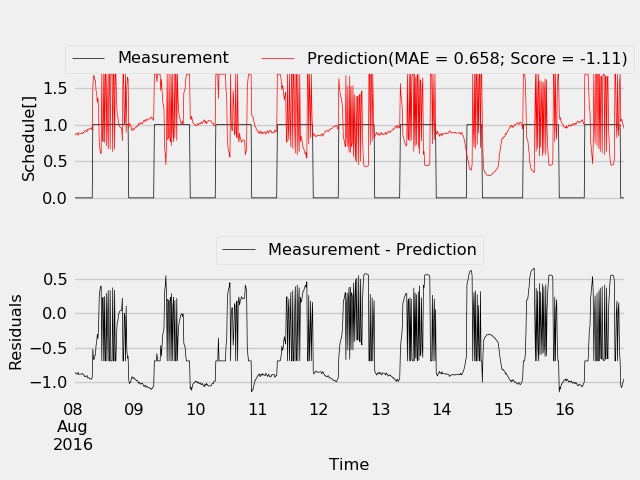 Measurement
Prediction(MAE = 0.658; Score = -1.11)
Schedule[]
1.5
1.0
0.5
0.0
Measurement - Prediction
Residuals
0.5
0.0
−0.5
−1.0
08 09 10 11 12 13 14 15 16
Aug
2016
Time